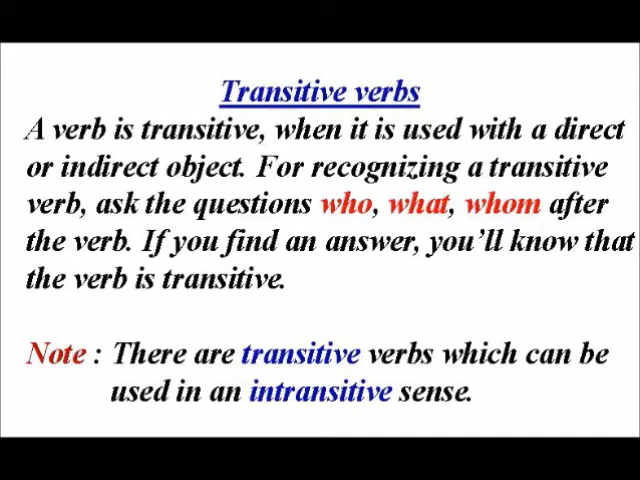 Transitive verbs
A verb is transitive, when it is used with a direct
or indirect object. For recognizing a transitive
verb, ask the questions who, what, whom after
the verb. If you find an answer, you’ll know that
the verb is transitive.
Note : There are transitive verbs which can be
used in an intransitive sense.